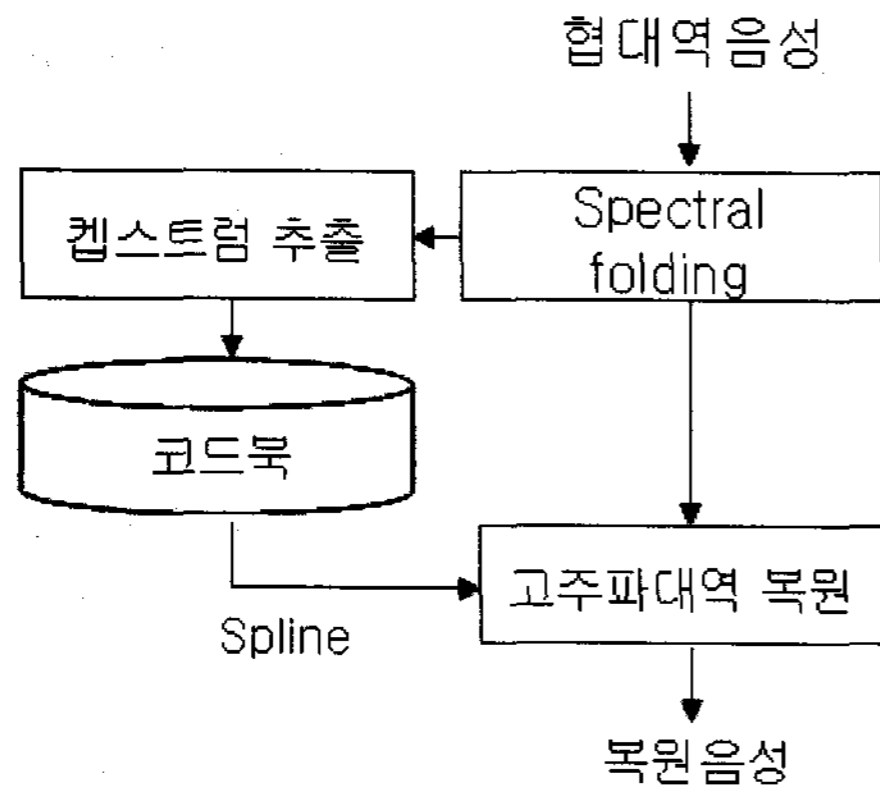 협대역음성
Spectral
folding
켑스트럼 추출
코드북
고주파대역 복원
Spline
복원음성